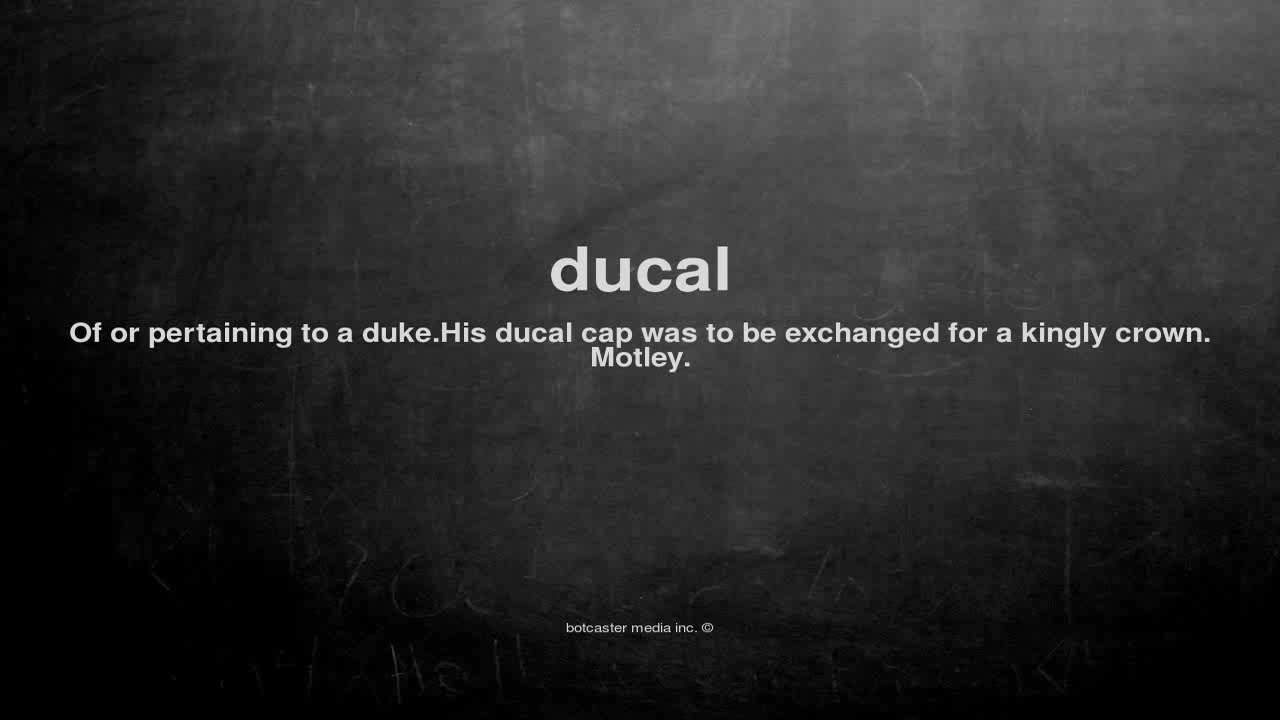 ducal
Of or pertaining to a duke.His ducal cap was to be exchanged for a kingly crown.
Motley.
botcaster media inc. ©